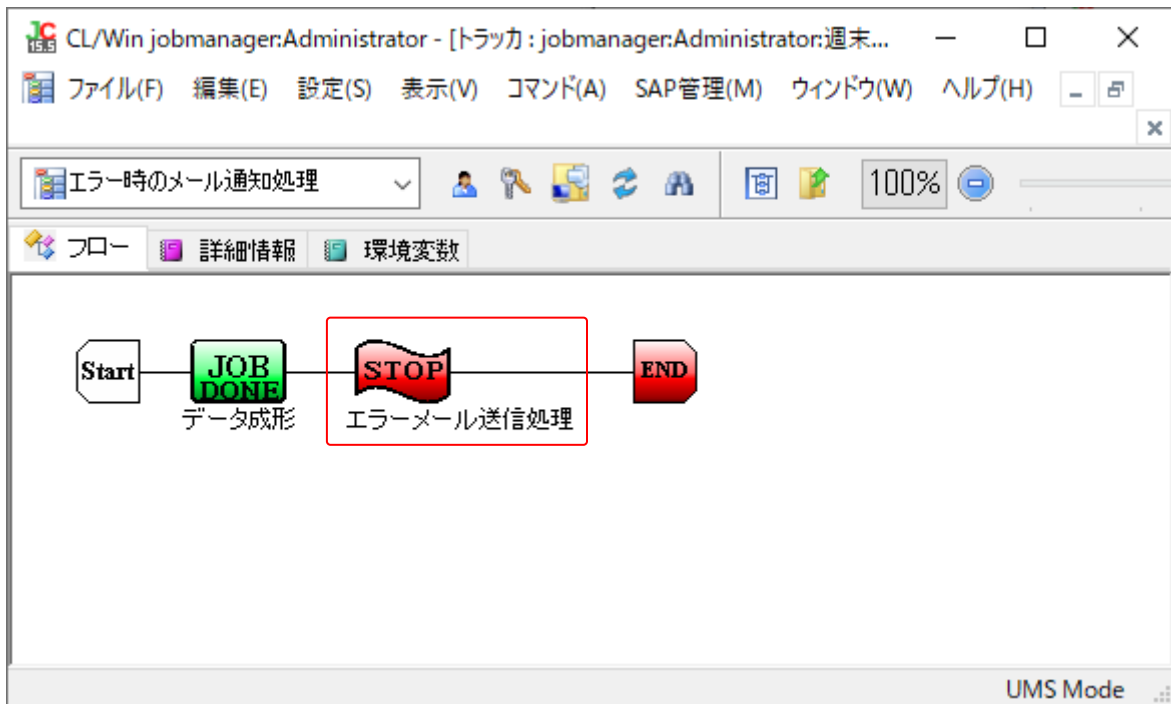 JC
15.5
CL/Win jobmanager:Administrator - [トラッカ : jobmanager:Administrator:週末...
ファイル(F) 編集(E) 設定(S) 表示(V) コマンド(A) SAP管理(M) ウィンドウ(W) ヘルプ(H)
エラー時のメール通知処理 100%
フロー 詳細情報 環境変数
Start
JOB
DONE
STOP
END
データ成形 エラーメール送信処理
UMS Mode